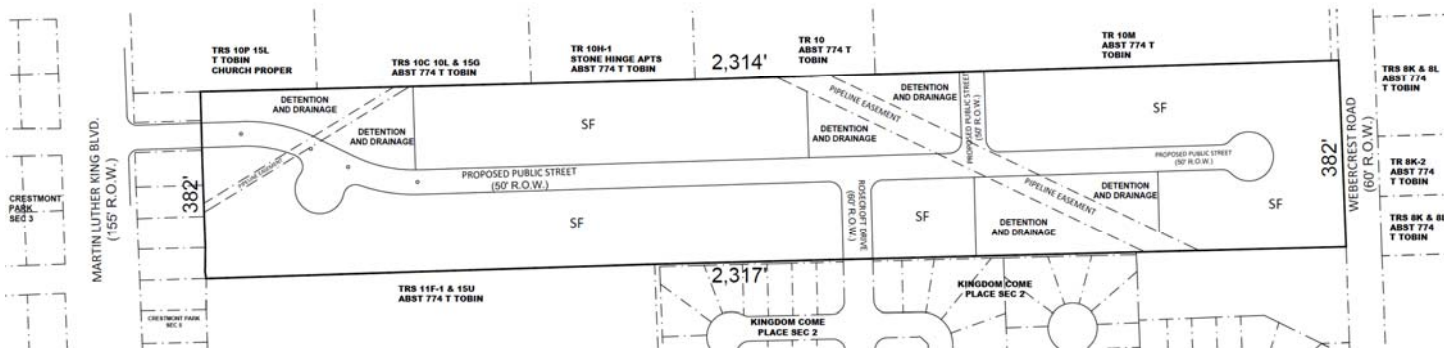 TRS 10P 15L
T TOBIN
CHURCH PROPER
TRS 10C 10L & 15G
ABST 774 T TOBIN
TR 10H-1
STONE HINGE APTS
ABST 774 T TOBIN
2,314'
TR 10
ABST 774 T
TOBIN
TR 10M
ABST 774 T
TOBIN
TRS 8K & 8L
ABST 774
T TOBIN
DETENTION
AND DRAINAGE
DETENTION
AND DRAINAGE
SF
PIPELINE EASEMENT
DETENTION
AND DRAINAGE
DETENTION
AND DRAINAGE
PROPOSED PUBLIC STREET
(50' R.O.W.)
SF
MARTIN LUTHER KING BLVD.
(155' R.O.W.)
CRESTMONT
PARK
SEC 3
382'
PIPELINE EASEMENT
PROPOSED PUBLIC STREET
(50' R.O.W.)
PROPOSED PUBLIC STREET
(50' R.O.W.)
382'
WEBERCREST ROAD
(60' R.O.W.)
TR 8K-2
ABST 774
T TOBIN
SF
ROSECROFT DRIVE
(60' R.O.W.)
SF
PIPELINE EASEMENT
DETENTION
AND DRAINAGE
DETENTION
AND DRAINAGE
SF
TRS 8K & 8L
ABST 774
T TOBIN
2,317'
TRS 11F-1 & 15U
ABST 774 T TOBIN
KINGDOM COME
PLACE SEC 2
KINGDOM COME
PLACE SEC 2
CRESTMONT PARK